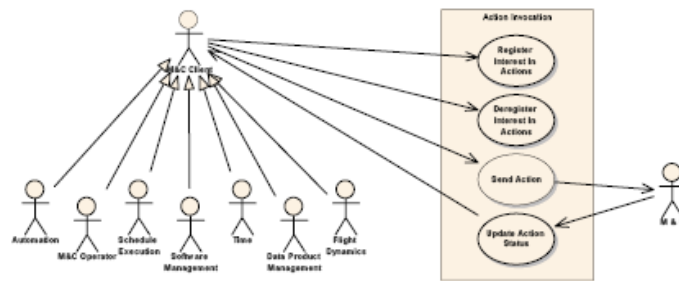 Action Invocation
Register
Interest In
Actions
M&C Client
Deregister
Interest In
Actions
Send Action
M &
Update Action
Status
Automation
M&C Operator
Schedule
Execution
Software
Management
Time
Data Product
Management
Flight
Dynamics